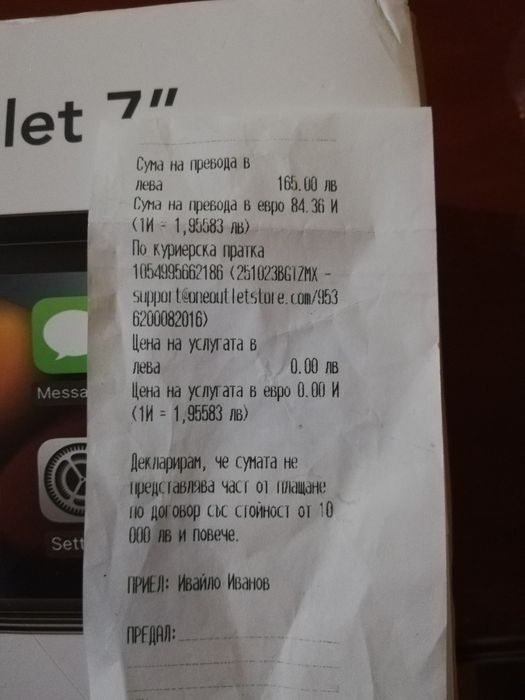 let 7"
Сума на превода в
лева 165.00 лв
Сума на превода в евро 84.36 И
(1И = 1,95583 лв)
По куриерска пратка
1054995662186 (251023BGTZMX -
support@oneoutletstore.com/953
6200082016)
Цена на услугата в
лева 0.00 лв
Цена на услугата в евро 0.00 И
(1И = 1,95583 лв)
Декларирам, че сумата не
представлява част от плащане
по договор със стойност от 10
000 лв и повече.
ПРИЕЛ: Ивайло Иванов
ПРЕДАЛ:
Messa
Sett